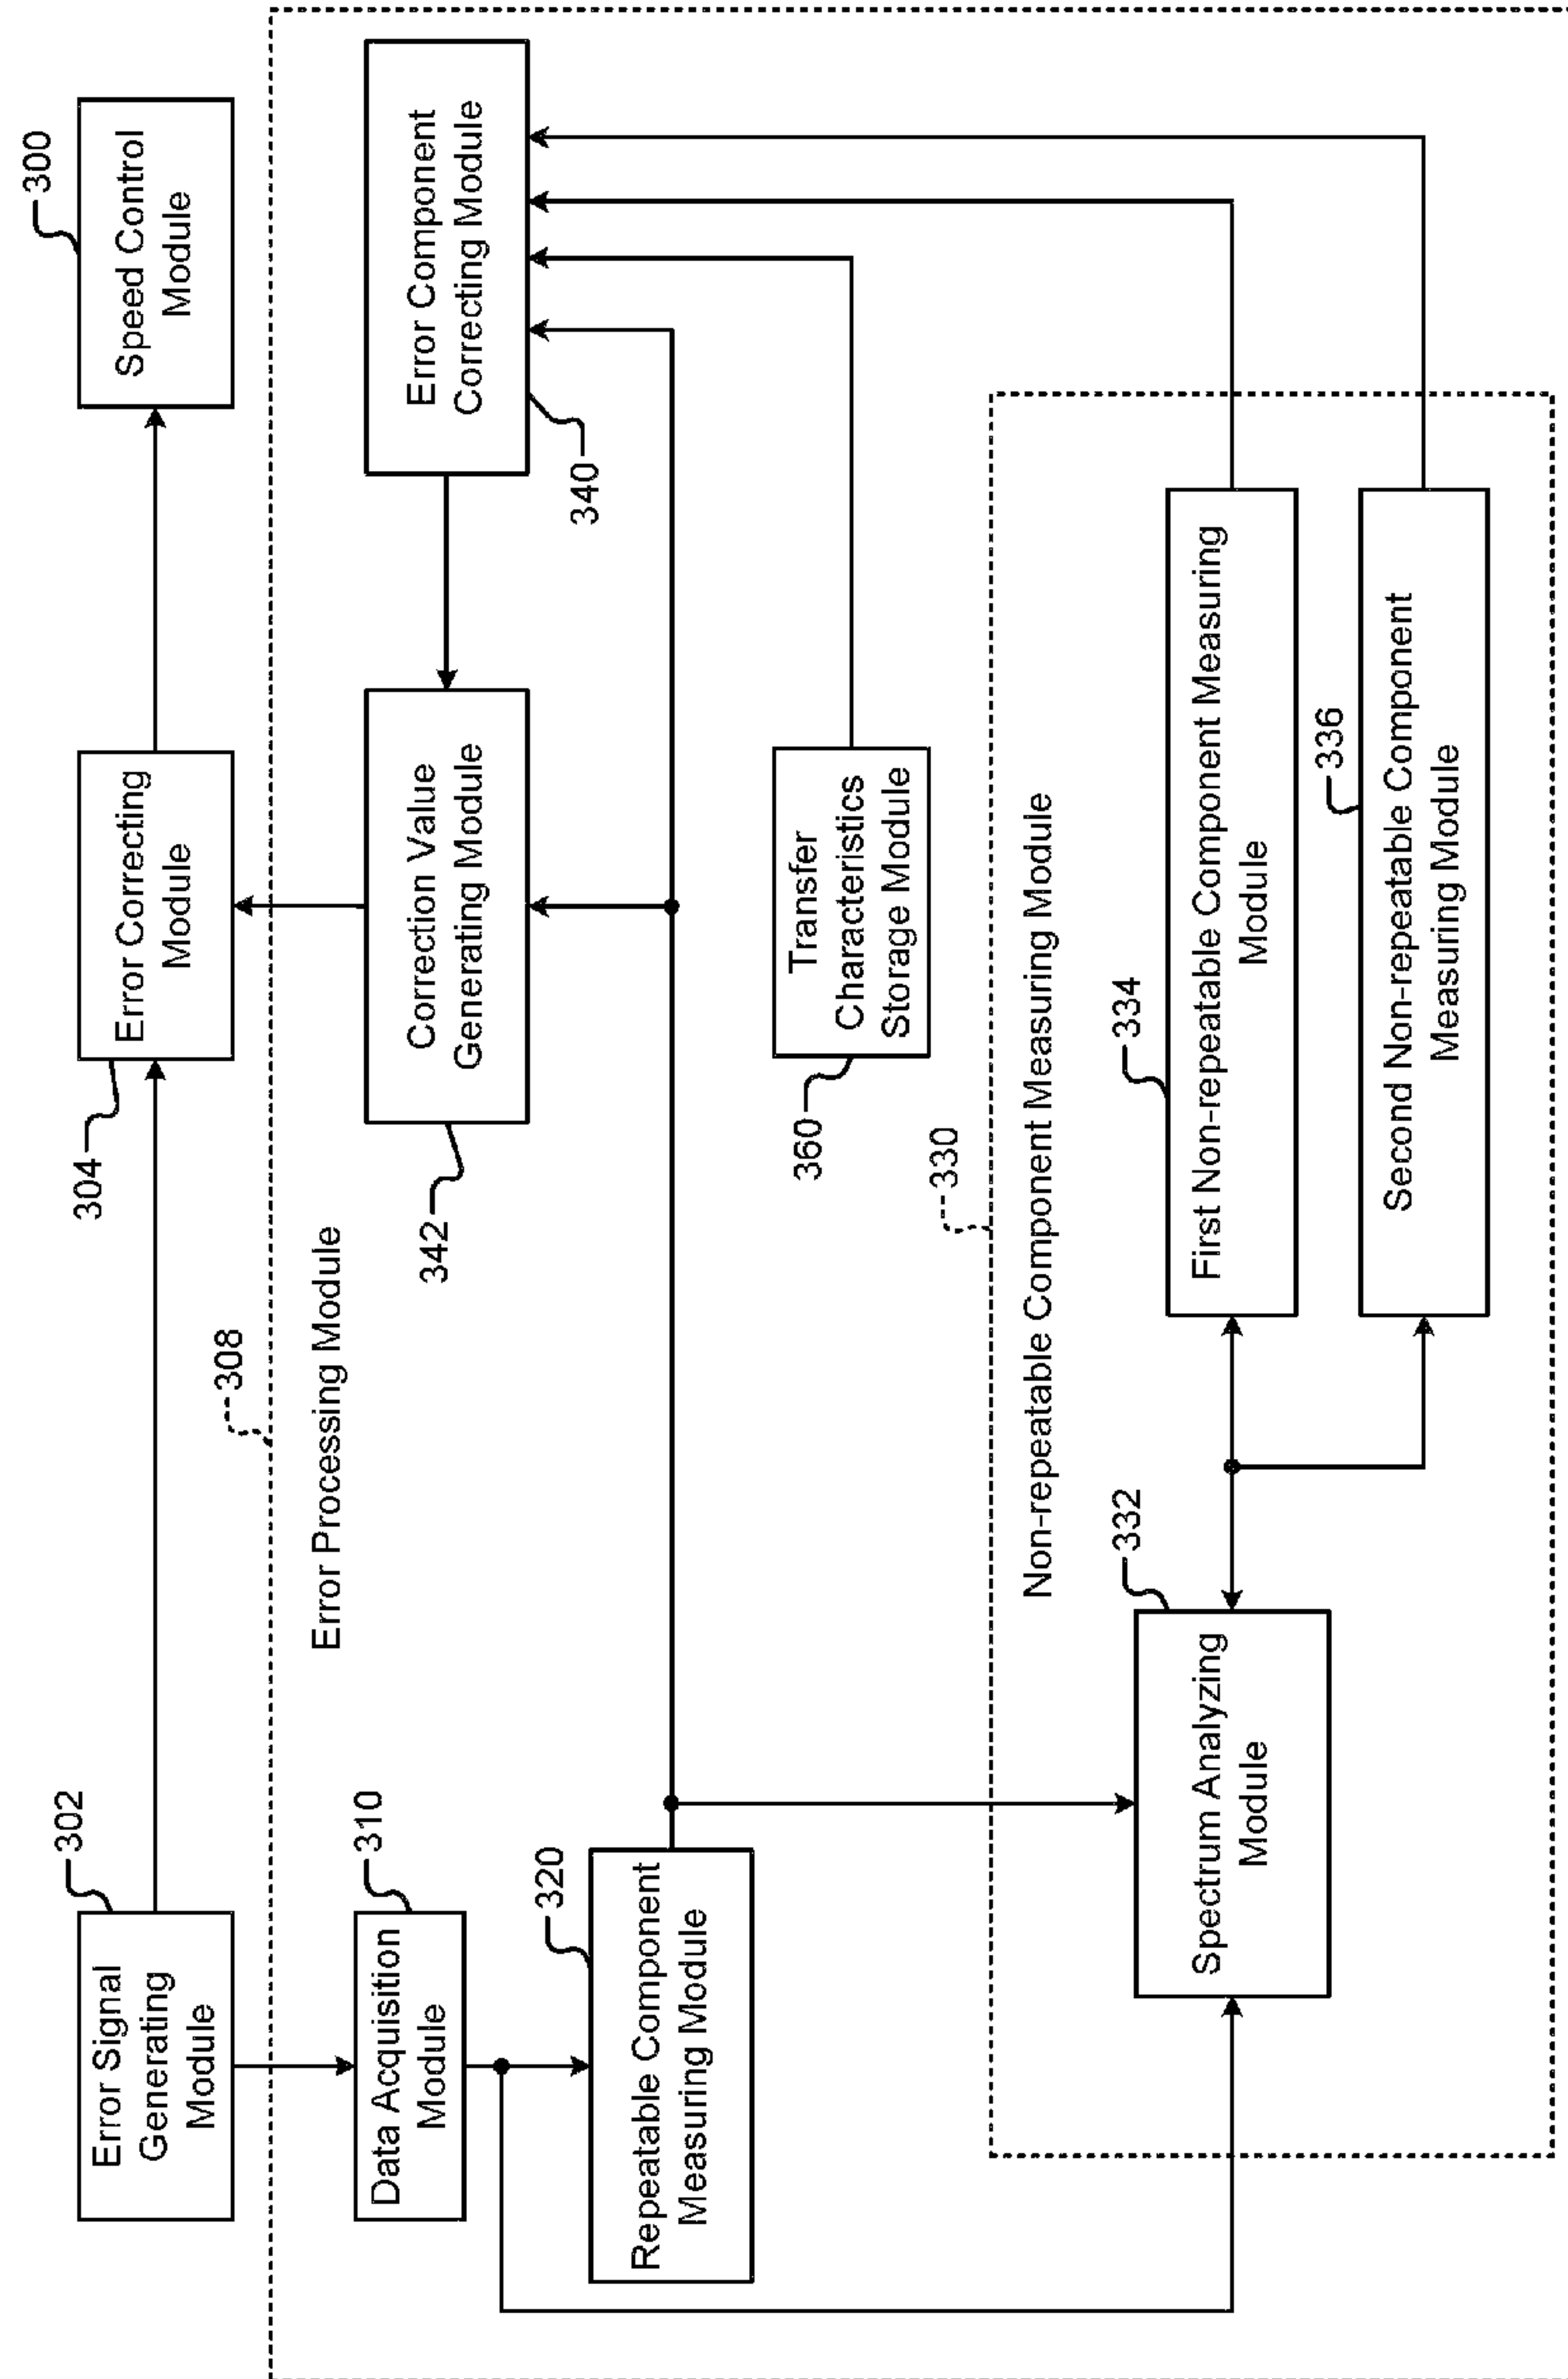 302
Error Signal
Generating
Module
304
Error Correcting
Module
300
Speed Control
Module
308
Error Processing Module
310
Data Acquisition
Module
342
Correction Value
Generating Module
340
Error Component
Correcting Module
320
Repeatable Component
Measuring Module
360
Transfer
Characteristics
Storage Module
330
Non-repeatable Component Measuring Module
332
Spectrum Analyzing
Module
334
First Non-repeatable Component Measuring
Module
336
Second Non-repeatable Component
Measuring Module